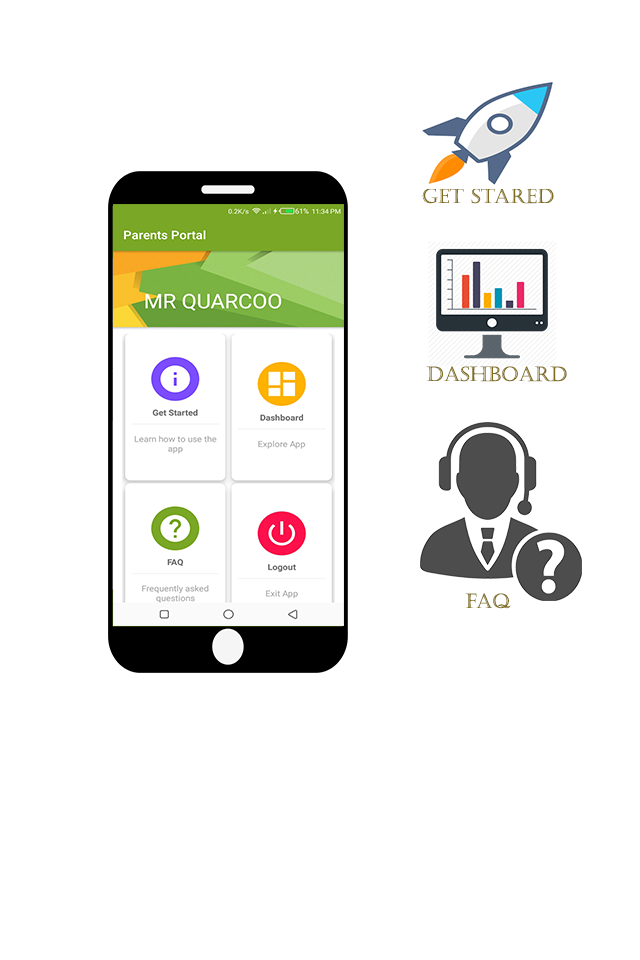 0.2K/s 61% 11:34 PM
Parents Portal
MR QUARCOO
Get Started
Learn how to use the
app
Dashboard
Explore App
FAQ
Frequently asked
questions
Logout
Exit App
GET STARED
DASHBOARD
FAQ